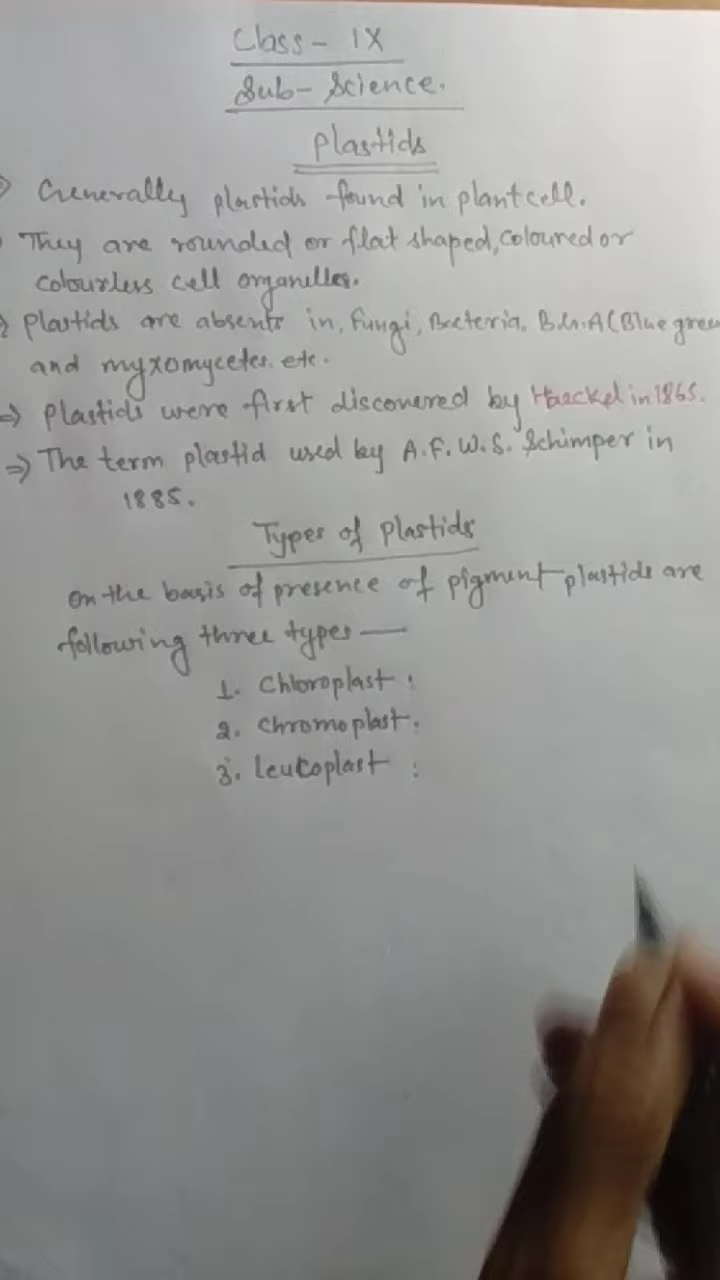 Class - IX
Sub - Science.
Plastids
Generally plastids found in plant cell.
They are rounded or flat shaped, coloured or
colourless cell organelles.
Plastids are absents in, Fungi, Bacteria, B.G.A (Blue green
and myxomycetes. etc.
⇒ Plastids were first discovered by Haeckel in 1865.
⇒ The term plastid used by A.F.W.S. Schimper in
1885.
Types of Plastids
On the basis of presence of pigment plastids are
following three types —
1. Chloroplast :
2. Chromoplast.
3. Leucoplast :